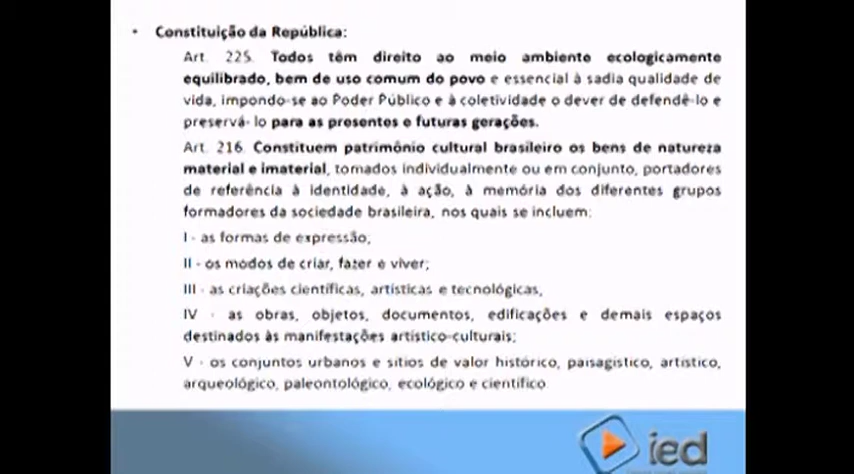 • Constituição da República:
Art. 225. Todos têm direito ao meio ambiente ecologicamente
equilibrado, bem de uso comum do povo e essencial à sadia qualidade de
vida, impondo-se ao Poder Público e à coletividade o dever de defendê-lo e
preservá- lo para as presentes e futuras gerações.
Art. 216. Constituem patrimônio cultural brasileiro os bens de natureza
material e imaterial, tomados individualmente ou em conjunto, portadores
de referência à identidade, à ação, à memória dos diferentes grupos
formadores da sociedade brasileira, nos quais se incluem:
I - as formas de expressão;
II - os modos de criar, fazer e viver;
III - as criações científicas, artísticas e tecnológicas;
IV - as obras, objetos, documentos, edificações e demais espaços
destinados às manifestações artístico-culturais;
V - os conjuntos urbanos e sítios de valor histórico, paisagístico, artístico,
arqueológico, paleontológico, ecológico e científico
ied